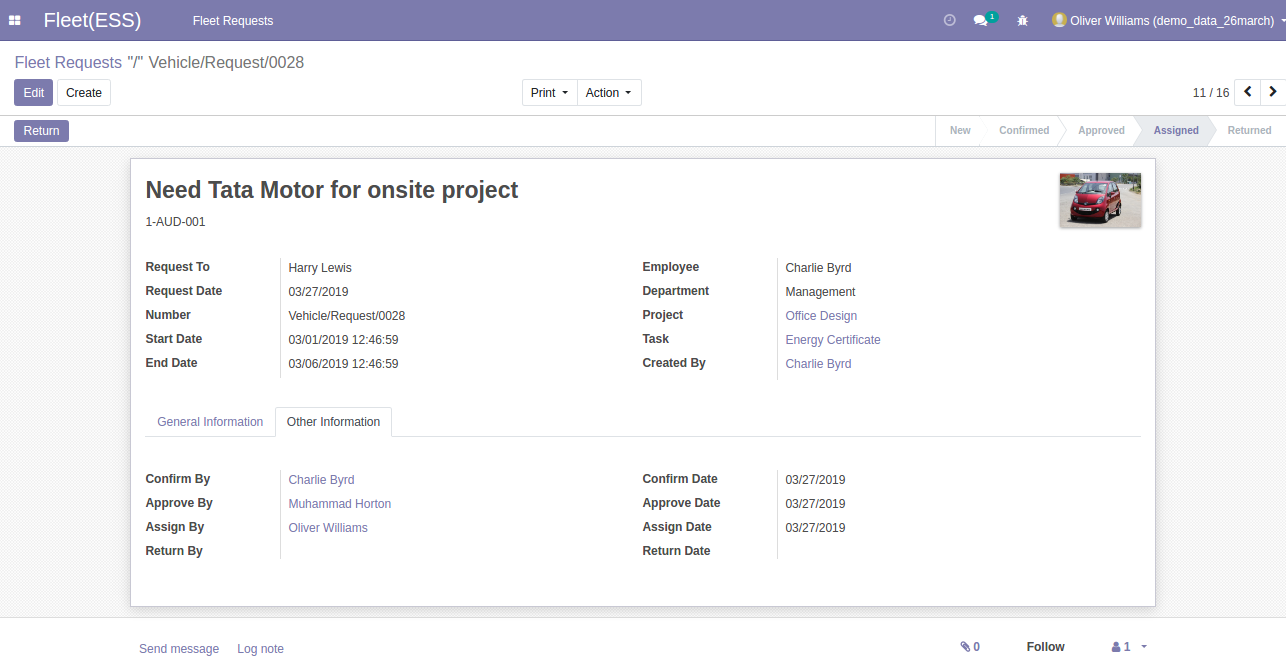 Fleet(ESS) Fleet Requests 1 Oliver Williams (demo_data_26march)
Fleet Requests "/" Vehicle/Request/0028
Edit Create Print Action 11 / 16
Return New Confirmed Approved Assigned Returned
Need Tata Motor for onsite project
1-AUD-001
Request To Harry Lewis Employee Charlie Byrd
Request Date 03/27/2019 Department Management
Number Vehicle/Request/0028 Project Office Design
Start Date 03/01/2019 12:46:59 Task Energy Certificate
End Date 03/06/2019 12:46:59 Created By Charlie Byrd
General Information Other Information
Confirm By Charlie Byrd Confirm Date 03/27/2019
Approve By Muhammad Horton Approve Date 03/27/2019
Assign By Oliver Williams Assign Date 03/27/2019
Return By Return Date
Send message Log note 0 Follow 1